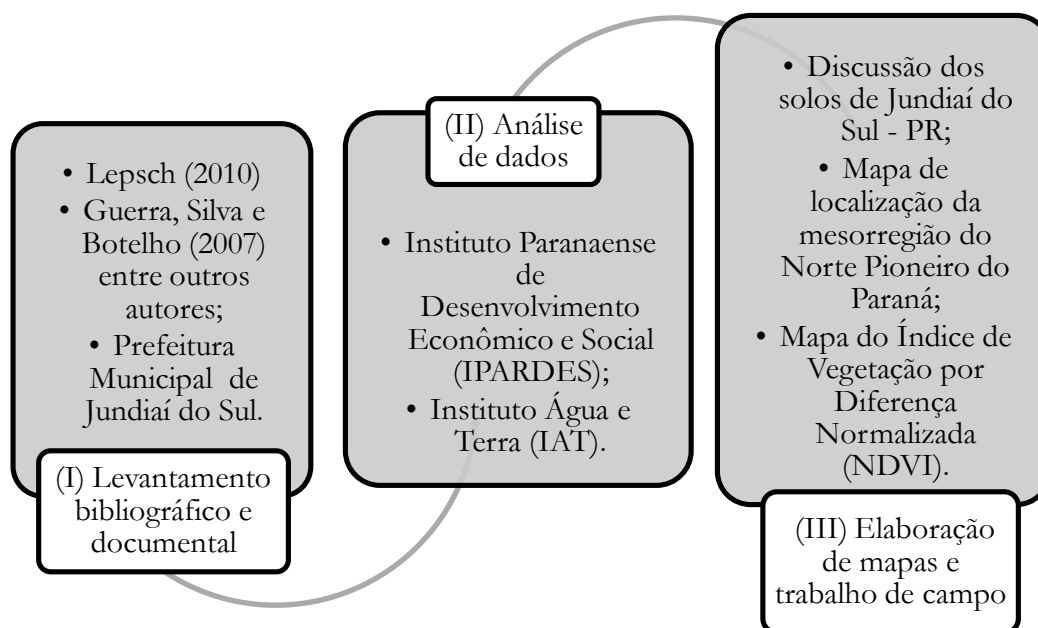 • Lepsch (2010)
• Guerra, Silva e
Botelho (2007)
entre outros
autores;
• Prefeitura
Municipal de
Jundiaí do Sul.
(I) Levantamento
bibliográfico e
documental
(II) Análise
de dados
• Instituto Paranaense
de
Desenvolvimento
Econômico e Social
(IPARDES);
• Instituto Água e
Terra (IAT).
• Discussão dos
solos de Jundiaí do
Sul - PR;
• Mapa de
localização da
mesorregião do
Norte Pioneiro do
Paraná;
• Mapa do Índice de
Vegetação por
Diferença
Normalizada
(NDVI).
(III) Elaboração
de mapas e
trabalho de campo